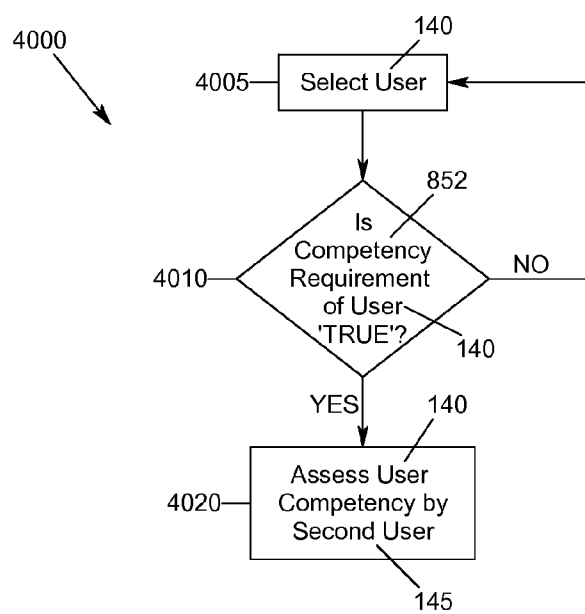 140
4000
4005
Select User
852
Is
Competency
Requirement
of User
'TRUE'?
4010
NO
140
YES
140
Assess User
Competency by
Second User
4020
145